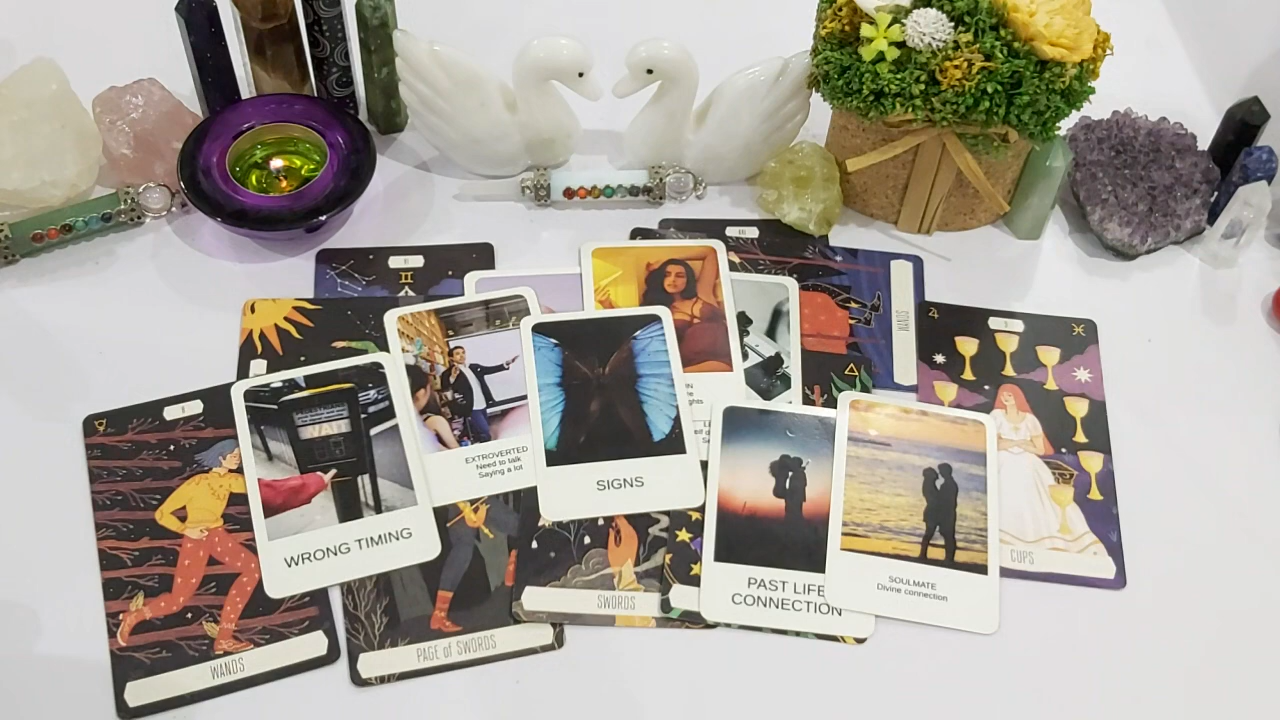 WANDS
WAIT
WRONG TIMING
PAGE of SWORDS
EXTROVERTED
Need to talk
Saying a lot
SIGNS
SWORDS
PAST LIFE
CONNECTION
SOULMATE
Divine connection
CUPS
WANDS